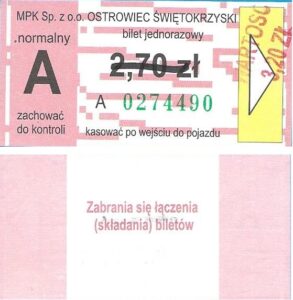 MPK Sp. z o.o. OSTROWIEC ŚWIĘTOKRZYSKI
.normalny
bilet jednorazowy
A
2,70 zł
WARTOŚĆ
3,20 ZŁ
A 0274490
zachować
do kontroli
kasować po wejściu do pojazdu
Zabrania się łączenia
(składania) biletów